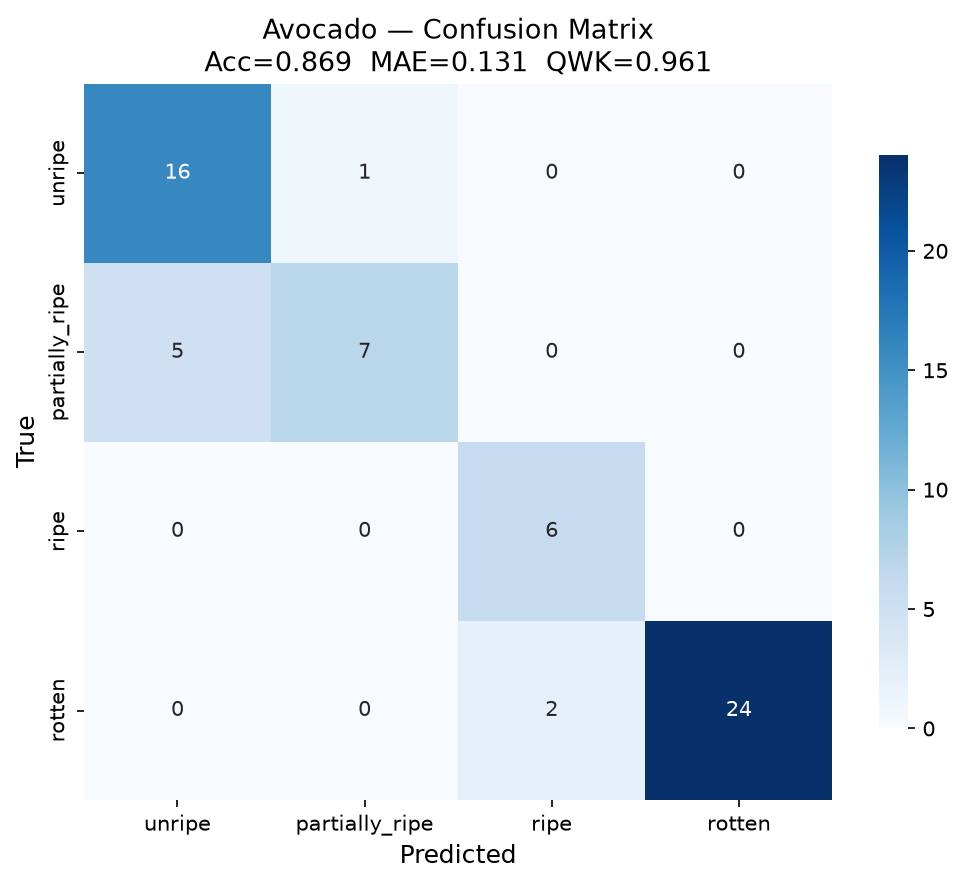 Avocado — Confusion Matrix
Acc=0.869  MAE=0.131  QWK=0.961
True
unripe
16 1 0 0
partially_ripe
5 7 0 0
ripe
0 0 6 0
rotten
0 0 2 24
unripe partially_ripe ripe rotten
Predicted
20
15
10
5
0